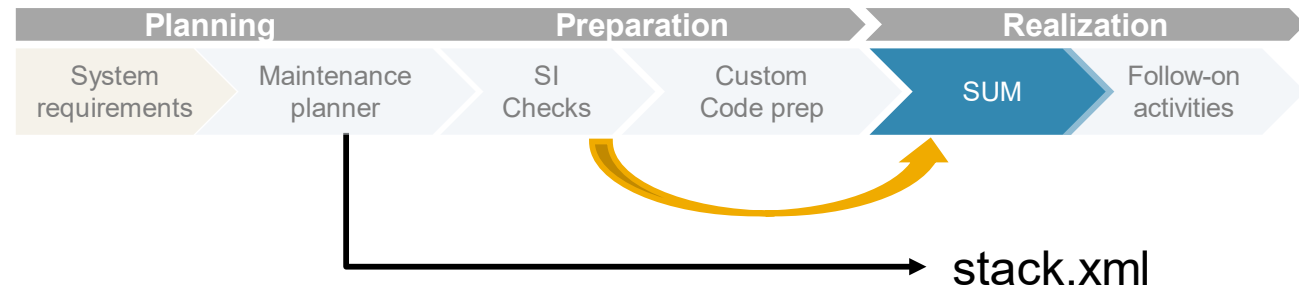 Planning
Preparation
Realization
System
requirements
Maintenance
planner
SI
Checks
Custom
Code prep
SUM
Follow-on
activities
stack.xml